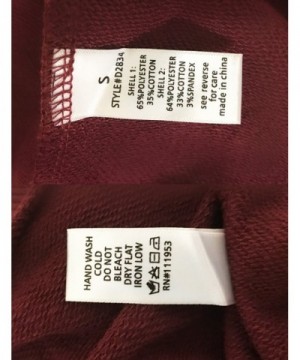 S
STYLE#D2834
SHELL 1:
65%POLYESTER
35%COTTON
SHELL 2:
64%POLYESTER
33%COTTON
3%SPANDEX
see reverse
for care
made in china
HAND WASH
COLD
DO NOT
BLEACH
DRY FLAT
IRON LOW
RN#111953